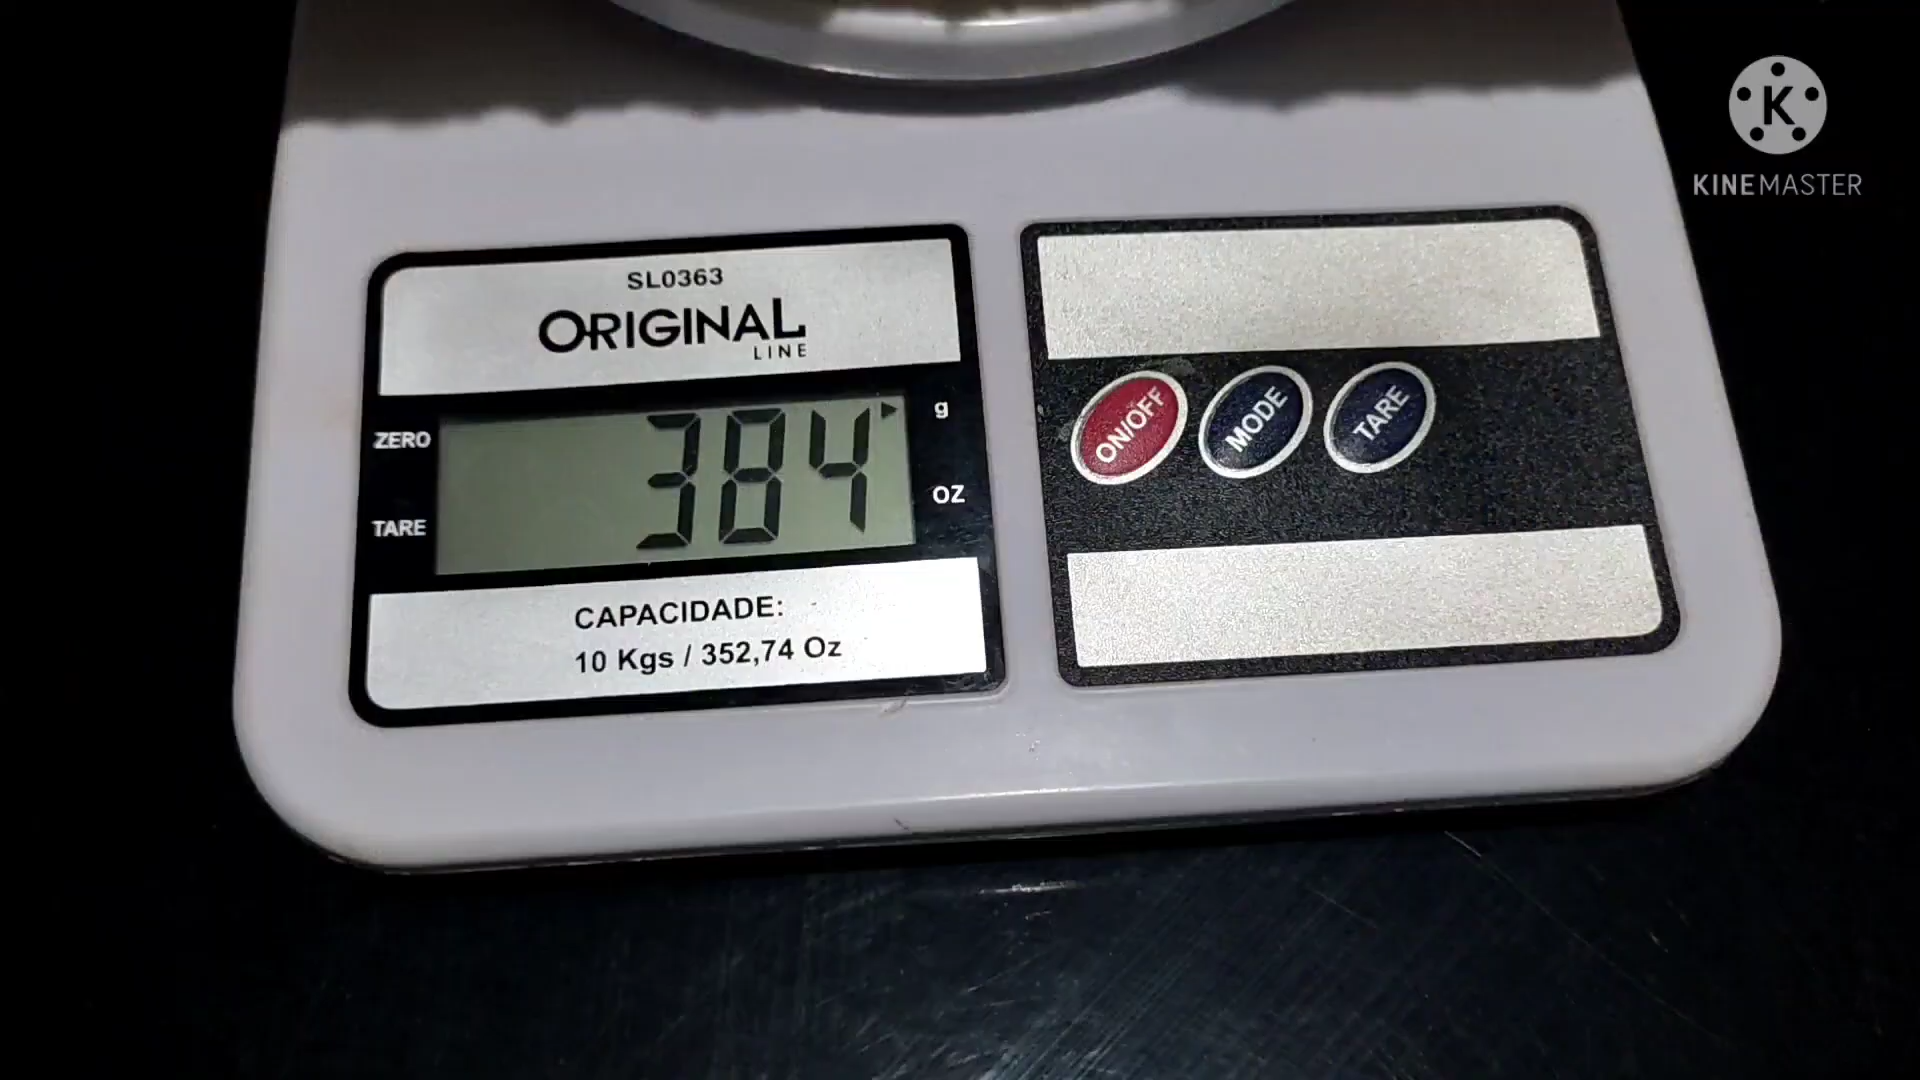 K
KINEMASTER
SL0363
ORIGINAL
LINE
ZERO
TARE
384
g
OZ
CAPACIDADE:
10 Kgs / 352,74 Oz
ON/OFF
MODE
TARE